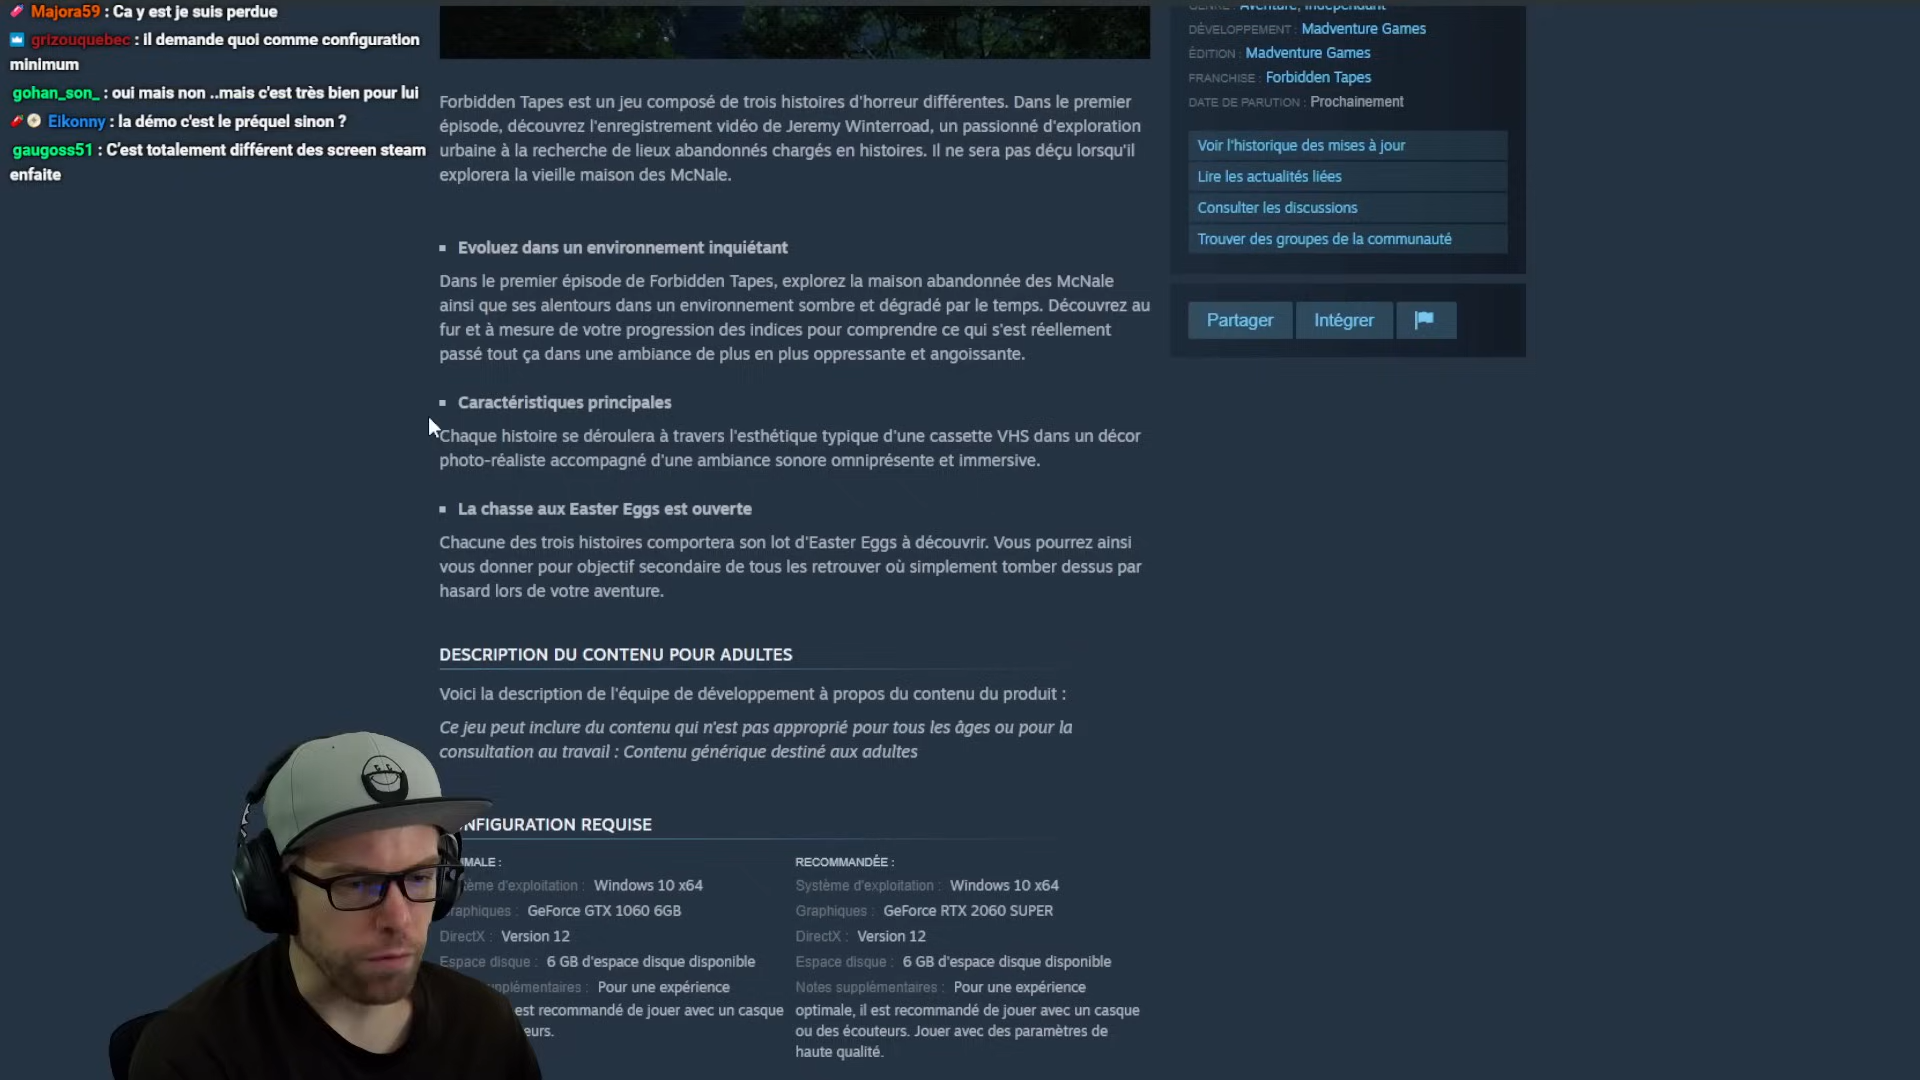 Majora59 : Ca y est je suis perdue
grizouquebec : il demande quoi comme configuration
minimum
gohan_son_ : oui mais non ..mais c'est très bien pour lui
Eikonny : la démo c'est le préquel sinon ?
gaugoss51 : C'est totalement différent des screen steam
enfaite
Forbidden Tapes est un jeu composé de trois histoires d'horreur différentes. Dans le premier
épisode, découvrez l'enregistrement vidéo de Jeremy Winterroad, un passionné d'exploration
urbaine à la recherche de lieux abandonnés chargés en histoires. Il ne sera pas déçu lorsqu'il
explorera la vieille maison des McNale.
▪ Evoluez dans un environnement inquiétant
Dans le premier épisode de Forbidden Tapes, explorez la maison abandonnée des McNale
ainsi que ses alentours dans un environnement sombre et dégradé par le temps. Découvrez au
fur et à mesure de votre progression des indices pour comprendre ce qui s'est réellement
passé tout ça dans une ambiance de plus en plus oppressante et angoissante.
▪ Caractéristiques principales
Chaque histoire se déroulera à travers l'esthétique typique d'une cassette VHS dans un décor
photo-réaliste accompagné d'une ambiance sonore omniprésente et immersive.
▪ La chasse aux Easter Eggs est ouverte
Chacune des trois histoires comportera son lot d'Easter Eggs à découvrir. Vous pourrez ainsi
vous donner pour objectif secondaire de tous les retrouver où simplement tomber dessus par
hasard lors de votre aventure.
DESCRIPTION DU CONTENU POUR ADULTES
Voici la description de l'équipe de développement à propos du contenu du produit :
Ce jeu peut inclure du contenu qui n'est pas approprié pour tous les âges ou pour la
consultation au travail : Contenu générique destiné aux adultes
NFIGURATION REQUISE
MALE :
tème d'exploitation : Windows 10 x64
raphiques : GeForce GTX 1060 6GB
DirectX : Version 12
Espace disque : 6 GB d'espace disque disponible
pplémentaires : Pour une expérience
est recommandé de jouer avec un casque
eurs.
RECOMMANDÉE :
Système d'exploitation : Windows 10 x64
Graphiques : GeForce RTX 2060 SUPER
DirectX : Version 12
Espace disque : 6 GB d'espace disque disponible
Notes supplémentaires : Pour une expérience
optimale, il est recommandé de jouer avec un casque
ou des écouteurs. Jouer avec des paramètres de
haute qualité.
GENRE : Aventure, Indépendant
DÉVELOPPEMENT : Madventure Games
ÉDITION : Madventure Games
FRANCHISE : Forbidden Tapes
DATE DE PARUTION : Prochainement
Voir l'historique des mises à jour
Lire les actualités liées
Consulter les discussions
Trouver des groupes de la communauté
Partager
Intégrer